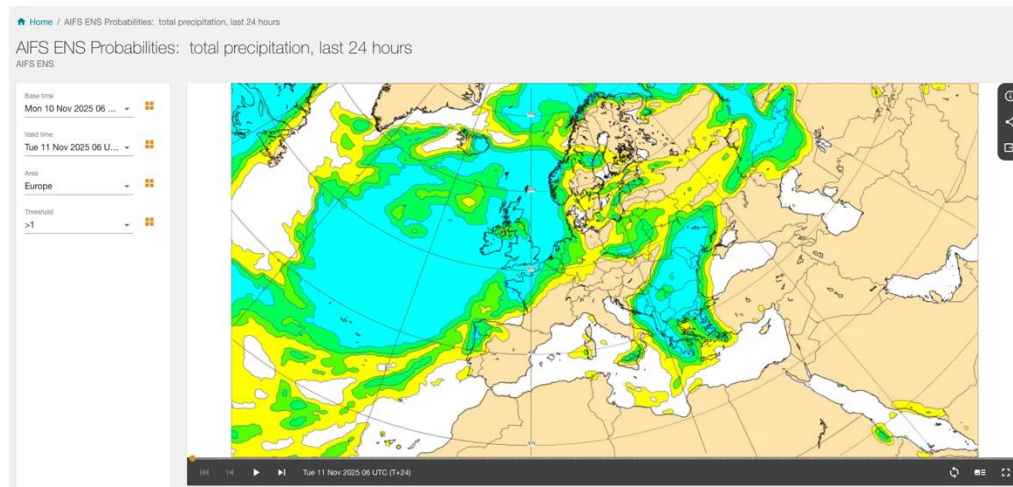 Home / AIFS ENS Probabilities: total precipitation, last 24 hours
AIFS ENS Probabilities: total precipitation, last 24 hours
AIFS ENS
Base time
Mon 10 Nov 2025 06 ...
Valid time
Tue 11 Nov 2025 06 U...
Area
Europe
Threshold
>1
Tue 11 Nov 2025 06 UTC (T+24)